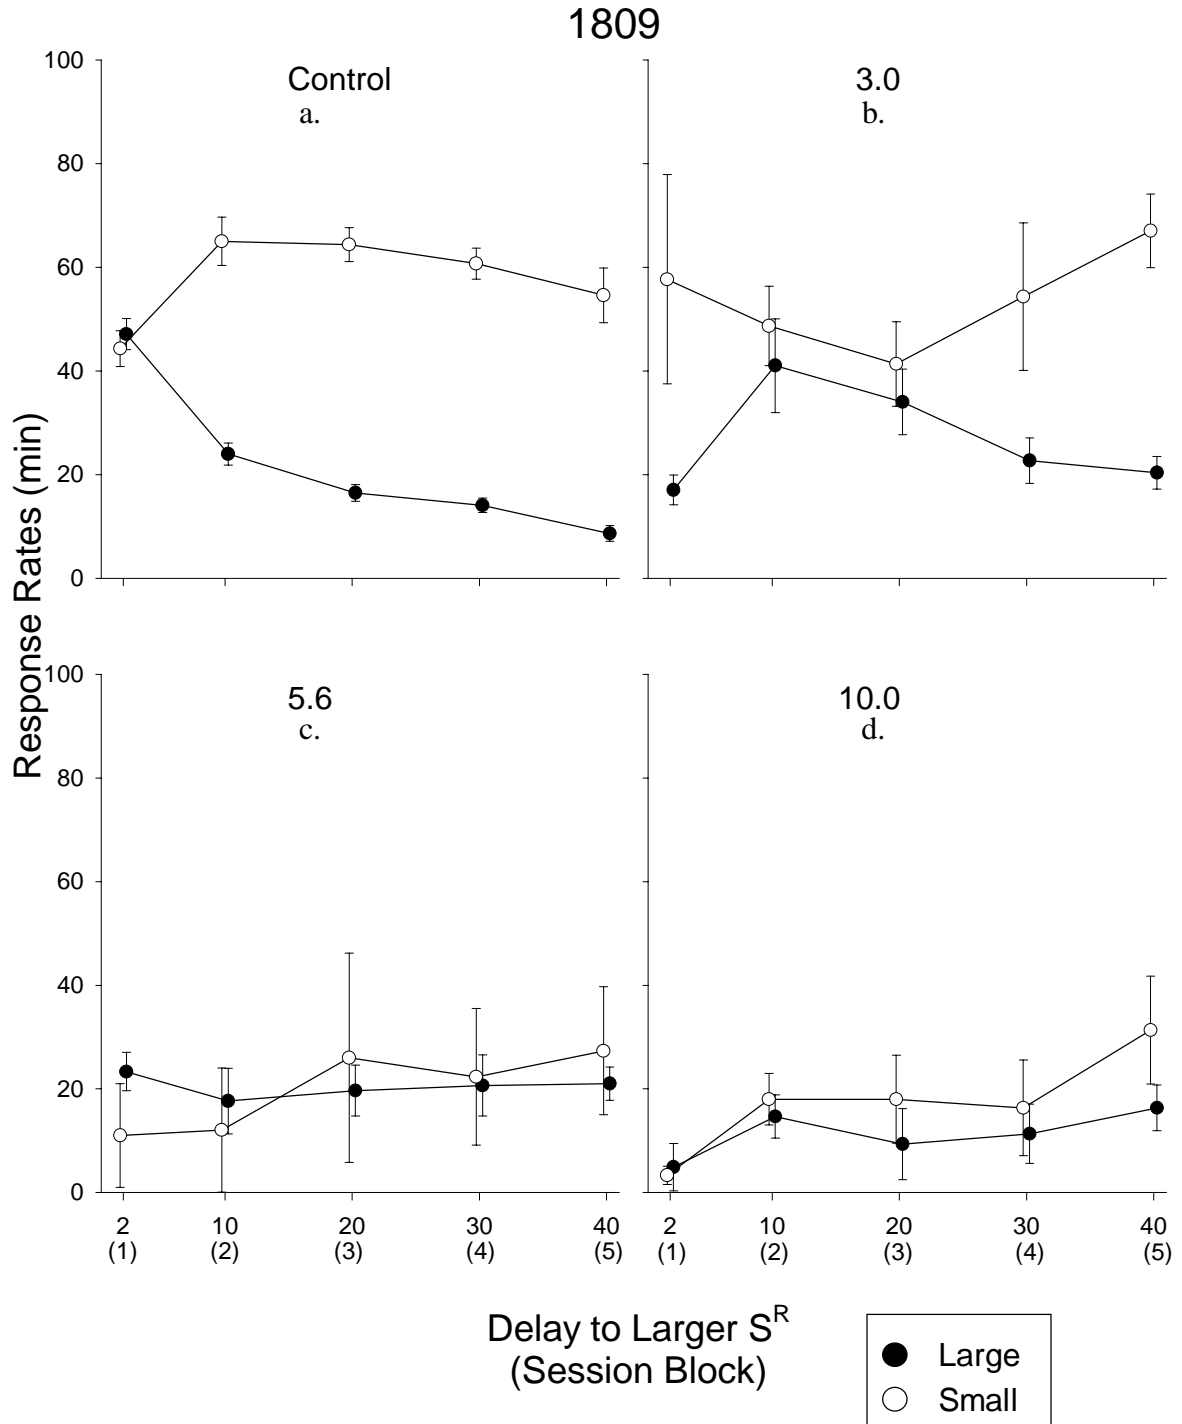 1809
Control
a.
3.0
b.
100
80
60
40
20
0
5.6
c.
10.0
d.
100
80
60
40
20
0
Response Rates (min)
2 10 20 30 40 2 10 20 30 40
(1) (2) (3) (4) (5) (1) (2) (3) (4) (5)
Delay to Larger S^R
(Session Block)
Large
Small